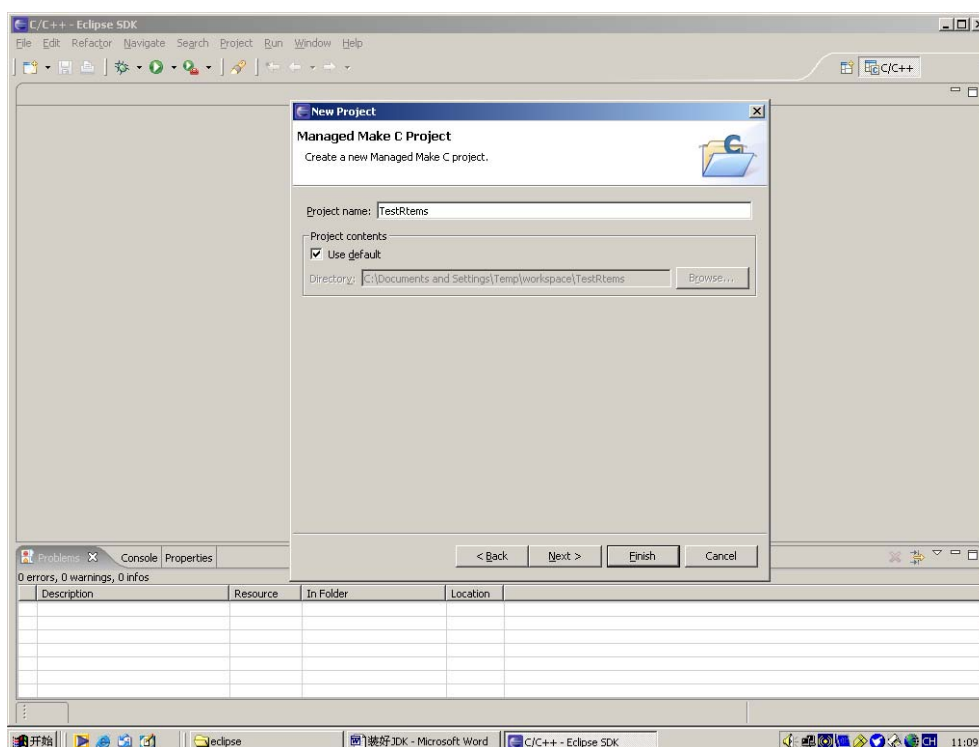 C/C++ - Eclipse SDK
File Edit Refactor Navigate Search Project Run Window Help
C/C++
New Project
Managed Make C Project
Create a new Managed Make C project.
Project name: TestRtems
Project contents
Use default
Directory: C:\Documents and Settings\Temp\workspace\TestRtems Browse...
< Back Next > Finish Cancel
Problems Console Properties
0 errors, 0 warnings, 0 infos
Description Resource In Folder Location
开始 eclipse 装好JDK - Microsoft Word C/C++ - Eclipse SDK CH 11:09